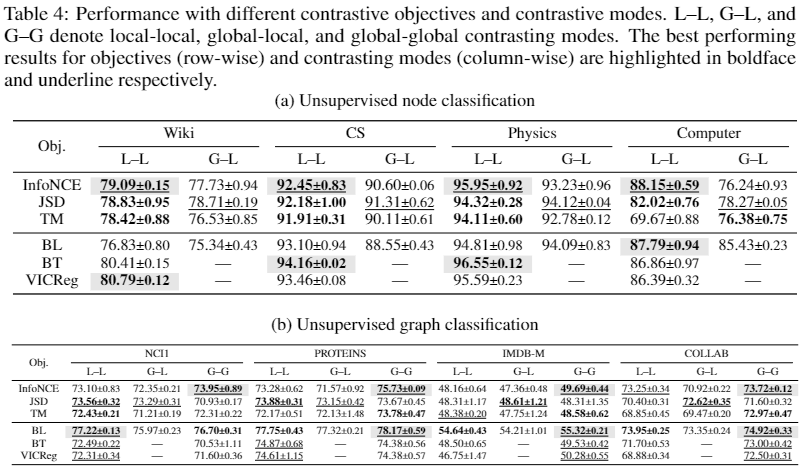 Table 4: Performance with different contrastive objectives and contrastive modes. L–L, G–L, and
G–G denote local-local, global-local, and global-global contrasting modes. The best performing
results for objectives (row-wise) and contrasting modes (column-wise) are highlighted in boldface
and underline respectively.
(a) Unsupervised node classification
Obj. Wiki CS Physics Computer
L–L G–L L–L G–L L–L G–L L–L G–L
InfoNCE 79.09±0.15 77.73±0.94 92.45±0.83 90.60±0.06 95.95±0.92 93.23±0.96 88.15±0.59 76.24±0.93
JSD 78.83±0.95 78.71±0.19 92.18±1.00 91.31±0.62 94.32±0.28 94.12±0.04 82.02±0.76 78.27±0.05
TM 78.42±0.88 76.53±0.85 91.91±0.31 90.11±0.61 94.11±0.60 92.78±0.12 69.67±0.88 76.38±0.75
BL 76.83±0.80 75.34±0.43 93.10±0.94 88.55±0.43 94.81±0.98 94.09±0.83 87.79±0.94 85.43±0.23
BT 80.41±0.15 — 94.16±0.02 — 96.55±0.12 — 86.86±0.97 —
VICReg 80.79±0.12 — 93.46±0.08 — 95.59±0.23 — 86.39±0.32 —
(b) Unsupervised graph classification
Obj. NCI1 PROTEINS IMDB-M COLLAB
L–L G–L G–G L–L G–L G–G L–L G–L G–G L–L G–L G–G
InfoNCE 73.10±0.83 72.35±0.21 73.95±0.89 73.28±0.62 71.57±0.92 75.73±0.09 48.16±0.64 47.36±0.48 49.69±0.44 73.25±0.34 70.92±0.22 73.72±0.12
JSD 73.56±0.32 73.29±0.31 70.93±0.17 73.88±0.31 73.15±0.42 73.67±0.45 48.31±1.17 48.61±1.21 48.31±1.35 70.40±0.31 72.62±0.35 71.60±0.32
TM 72.43±0.21 71.21±0.19 72.31±0.22 72.17±0.51 72.13±1.48 73.78±0.47 48.38±0.20 47.75±1.24 48.58±0.62 68.85±0.45 69.47±0.20 72.97±0.47
BL 77.22±0.13 75.97±0.23 76.70±0.31 77.75±0.43 77.32±0.21 78.17±0.59 54.64±0.43 54.21±1.01 55.32±0.21 73.95±0.25 73.35±0.24 74.92±0.33
BT 72.49±0.22 — 70.53±1.11 74.87±0.68 — 74.38±0.56 48.50±0.65 — 49.53±0.42 71.70±0.53 — 73.00±0.42
VICReg 72.31±0.34 — 71.60±0.36 74.61±1.15 — 74.38±0.57 46.75±1.47 — 50.28±0.55 68.88±0.34 — 72.50±0.31